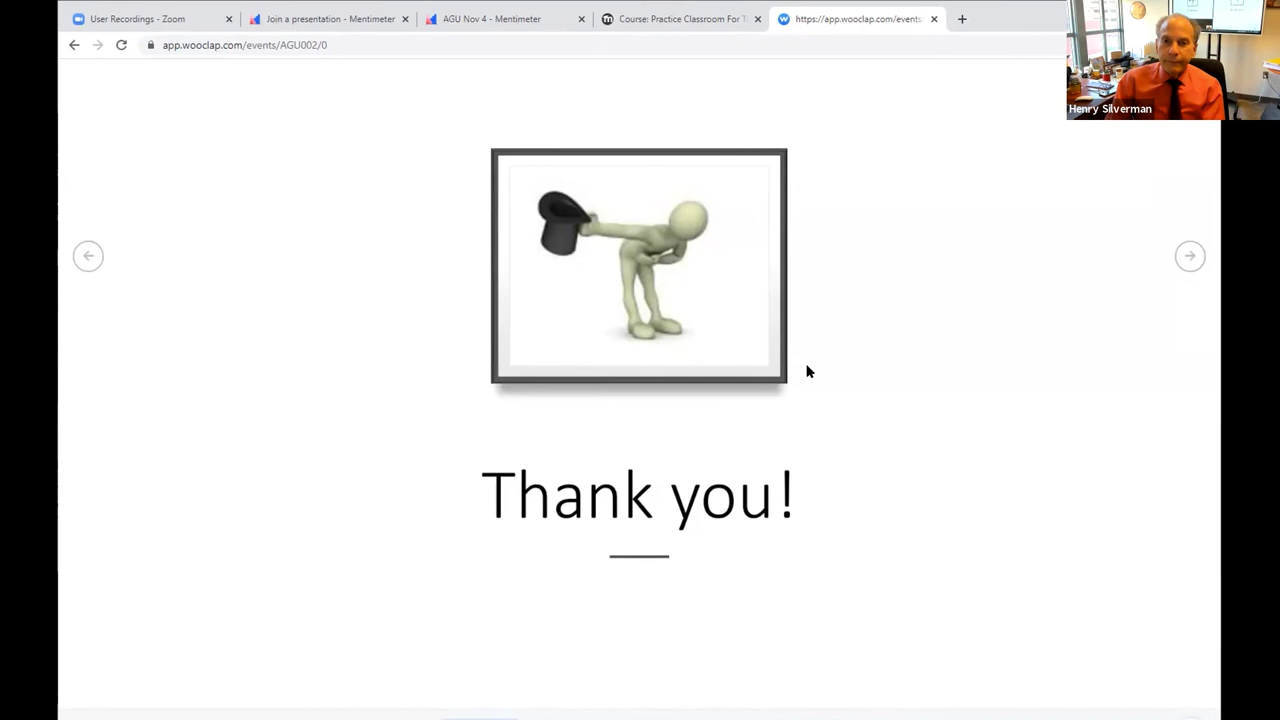 User Recordings - Zoom
Join a presentation - Mentimeter
AGU Nov 4 - Mentimeter
Course: Practice Classroom For T
https://app.wooclap.com/events
app.wooclap.com/events/AGU002/0
Henry Silverman
Thank you!